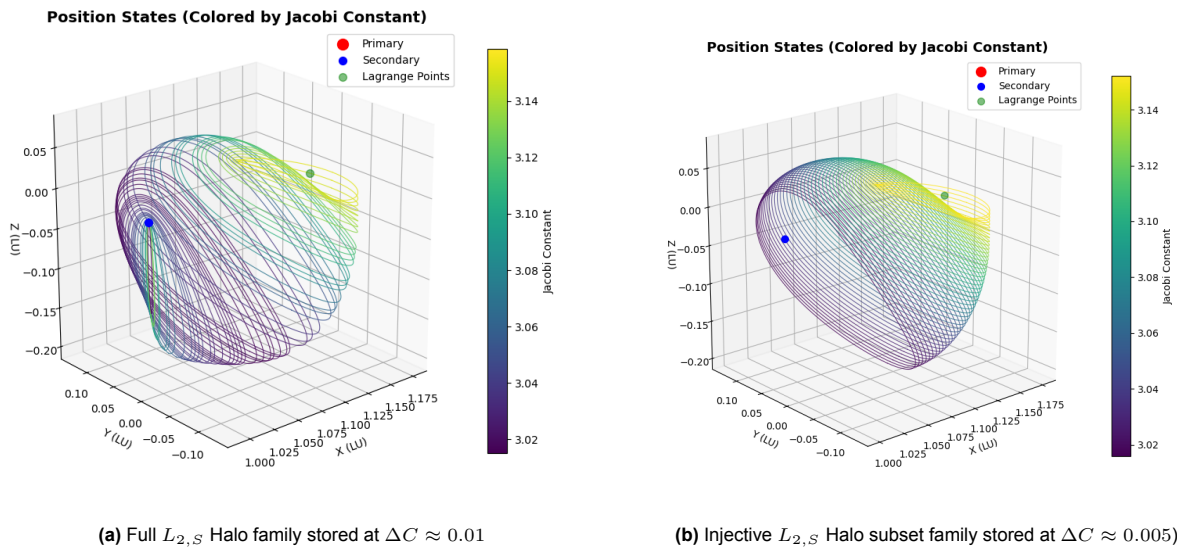 Position States (Colored by Jacobi Constant)
Primary
Secondary
Lagrange Points
0.05
0.00
−0.05
−0.10
−0.15
−0.20
Z (LU)
0.10
0.05
0.00
−0.05
−0.10
Y (LU)
1.000
1.025
1.050
1.075
1.100
1.125
1.150
1.175
X (LU)
3.14
3.12
3.10
3.08
3.06
3.04
3.02
Jacobi Constant
(a) Full L₂,S Halo family stored at ΔC ≈ 0.01
Position States (Colored by Jacobi Constant)
Primary
Secondary
Lagrange Points
0.05
0.00
−0.05
−0.10
−0.15
−0.20
Z (LU)
0.10
0.05
0.00
−0.05
−0.10
Y (LU)
1.000
1.025
1.050
1.075
1.100
1.125
1.150
1.175
X (LU)
3.14
3.12
3.10
3.08
3.06
3.04
3.02
Jacobi Constant
(b) Injective L₂,S Halo subset family stored at ΔC ≈ 0.005)